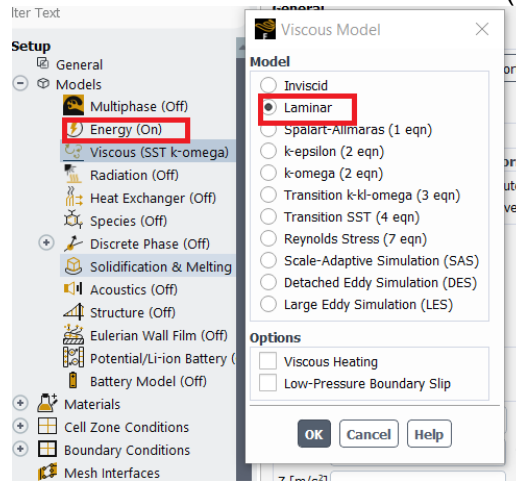 lter Text
General
Setup
General
Models
Multiphase (Off)
Energy (On)
Viscous (SST k-omega)
Radiation (Off)
Heat Exchanger (Off)
Species (Off)
Discrete Phase (Off)
Solidification & Melting
Acoustics (Off)
Structure (Off)
Eulerian Wall Film (Off)
Potential/Li-ion Battery (
Battery Model (Off)
Materials
Cell Zone Conditions
Boundary Conditions
Mesh Interfaces
Viscous Model
Model
Inviscid
Laminar
Spalart-Allmaras (1 eqn)
k-epsilon (2 eqn)
k-omega (2 eqn)
Transition k-kl-omega (3 eqn)
Transition SST (4 eqn)
Reynolds Stress (7 eqn)
Scale-Adaptive Simulation (SAS)
Detached Eddy Simulation (DES)
Large Eddy Simulation (LES)
Options
Viscous Heating
Low-Pressure Boundary Slip
OK Cancel Help
Z [m/s²]